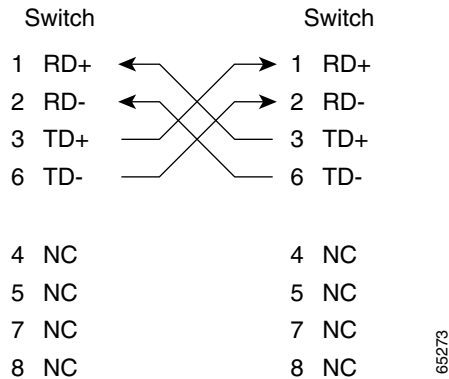 Switch Switch
1 RD+ 1 RD+
2 RD- 2 RD-
3 TD+ 3 TD+
6 TD- 6 TD-
4 NC 4 NC
5 NC 5 NC
7 NC 7 NC
8 NC 8 NC
65273